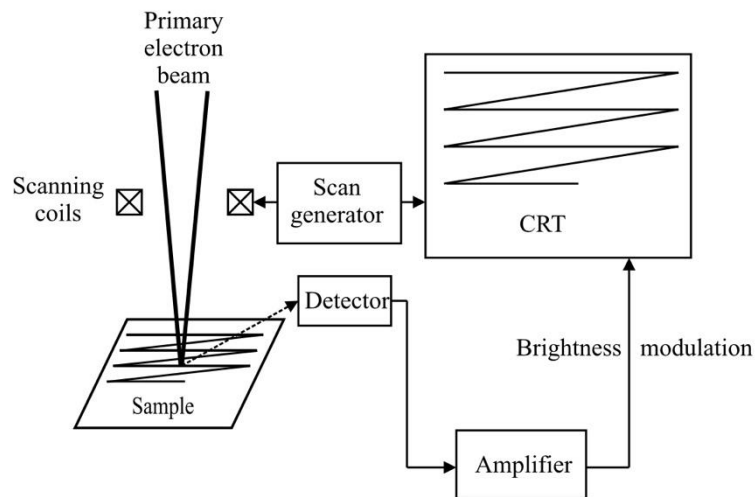 Primary
electron
beam
Scanning
coils
Scan
generator
CRT
Detector
Brightness modulation
Sample
Amplifier